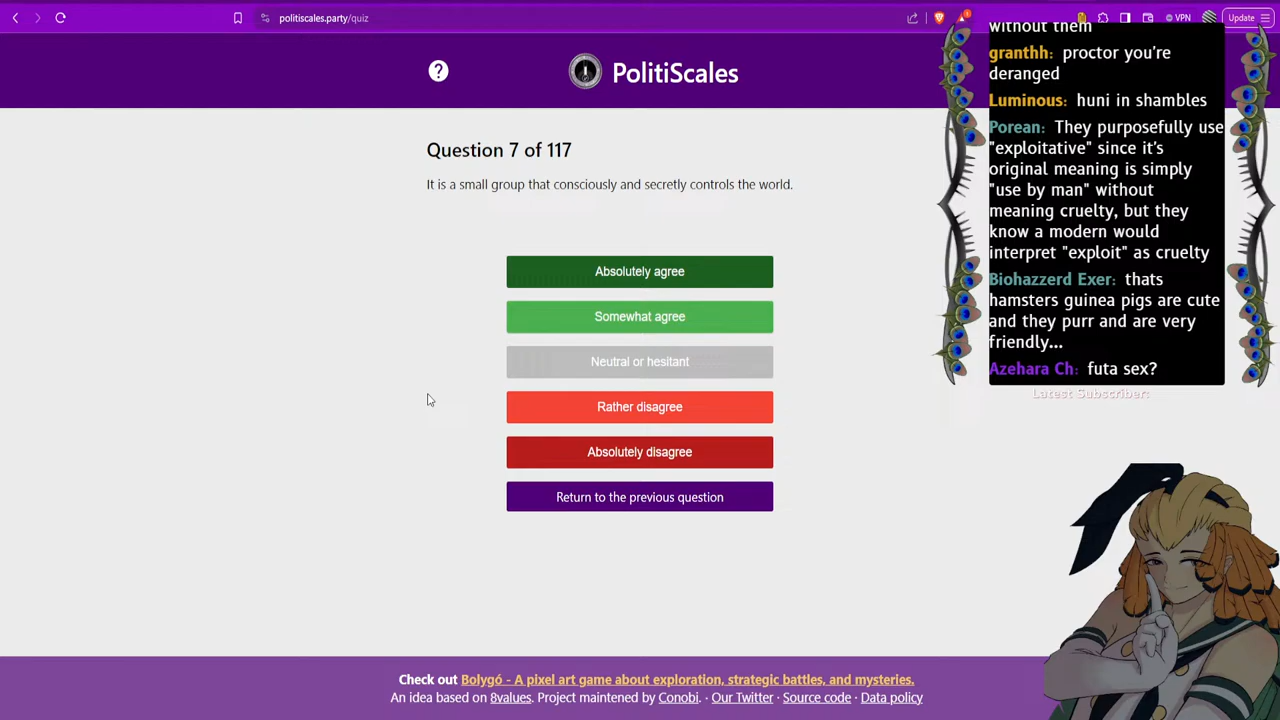 politiscales.party/quiz
VPN
Update
PolitiScales
Question 7 of 117
It is a small group that consciously and secretly controls the world.
Absolutely agree
Somewhat agree
Neutral or hesitant
Rather disagree
Absolutely disagree
Return to the previous question
Check out Bolygó - A pixel art game about exploration, strategic battles, and mysteries.
An idea based on 8values. Project maintened by Conobi. · Our Twitter · Source code · Data policy
without them
granthh: proctor you're
deranged
Luminous: huni in shambles
Porean: They purposefully use
"exploitative" since it's
original meaning is simply
"use by man" without
meaning cruelty, but they
know a modern would
interpret "exploit" as cruelty
Biohazzerd Exer: thats
hamsters guinea pigs are cute
and they purr and are very
friendly...
Azehara Ch: futa sex?
Latest Subscriber: